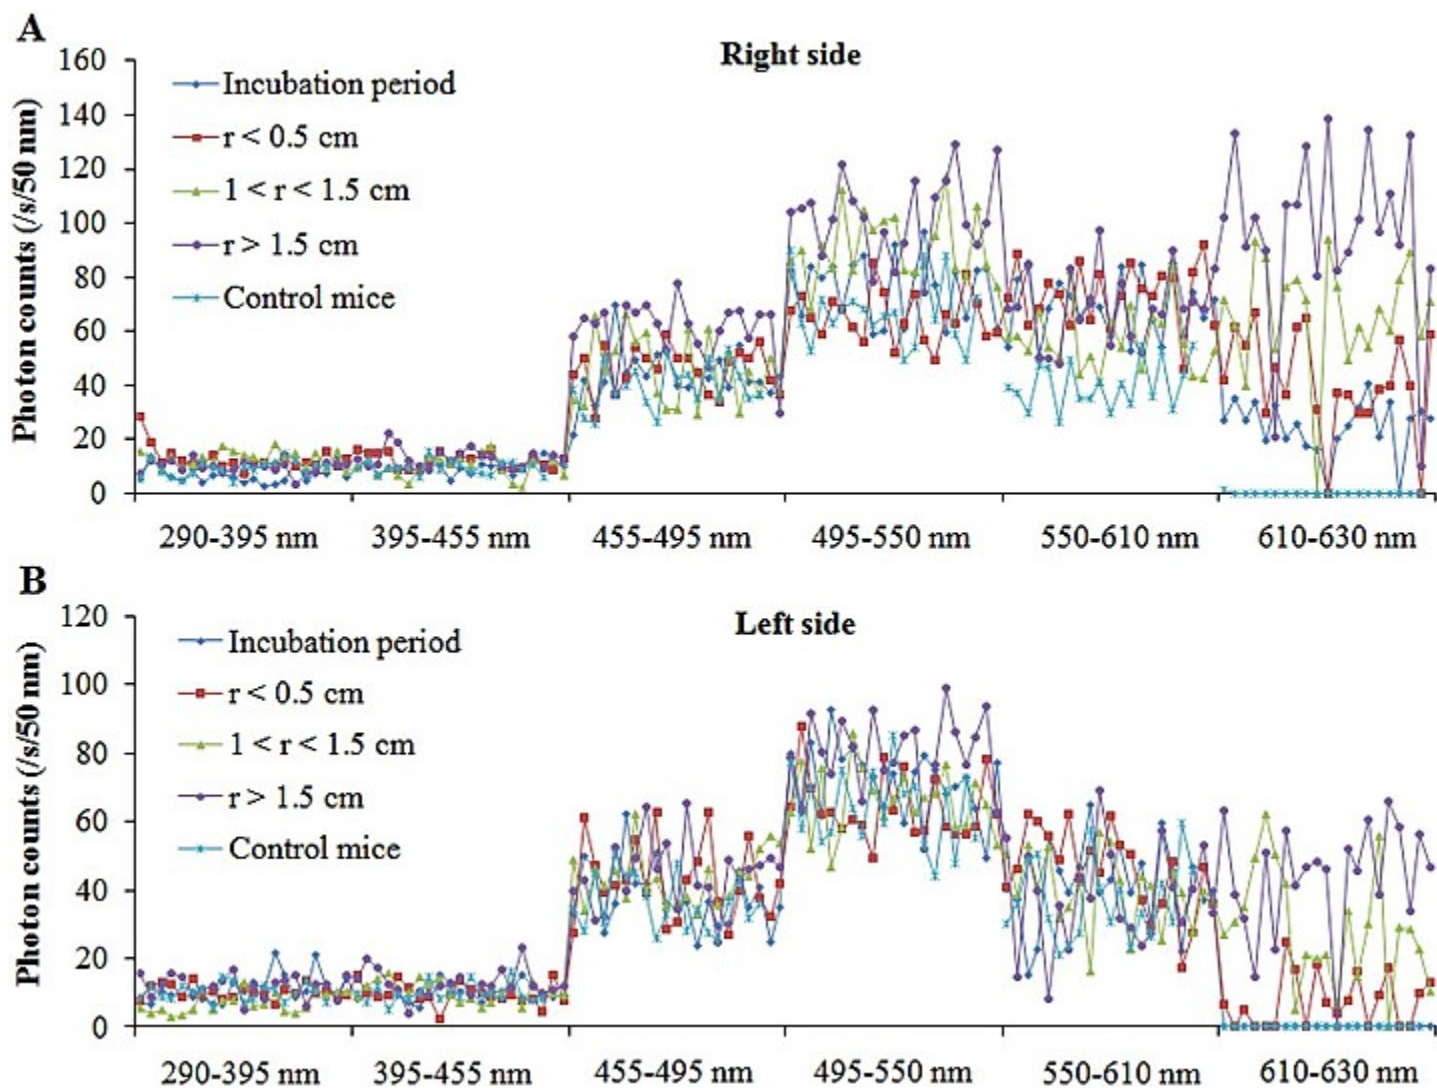 A
Right side
Photon counts (/s/50 nm)
160
140
120
100
80
60
40
20
0
Incubation period
r < 0.5 cm
1 < r < 1.5 cm
r > 1.5 cm
Control mice
290-395 nm 395-455 nm 455-495 nm 495-550 nm 550-610 nm 610-630 nm
B
Left side
Photon counts (/s/50 nm)
120
100
80
60
40
20
0
Incubation period
r < 0.5 cm
1 < r < 1.5 cm
r > 1.5 cm
Control mice
290-395 nm 395-455 nm 455-495 nm 495-550 nm 550-610 nm 610-630 nm